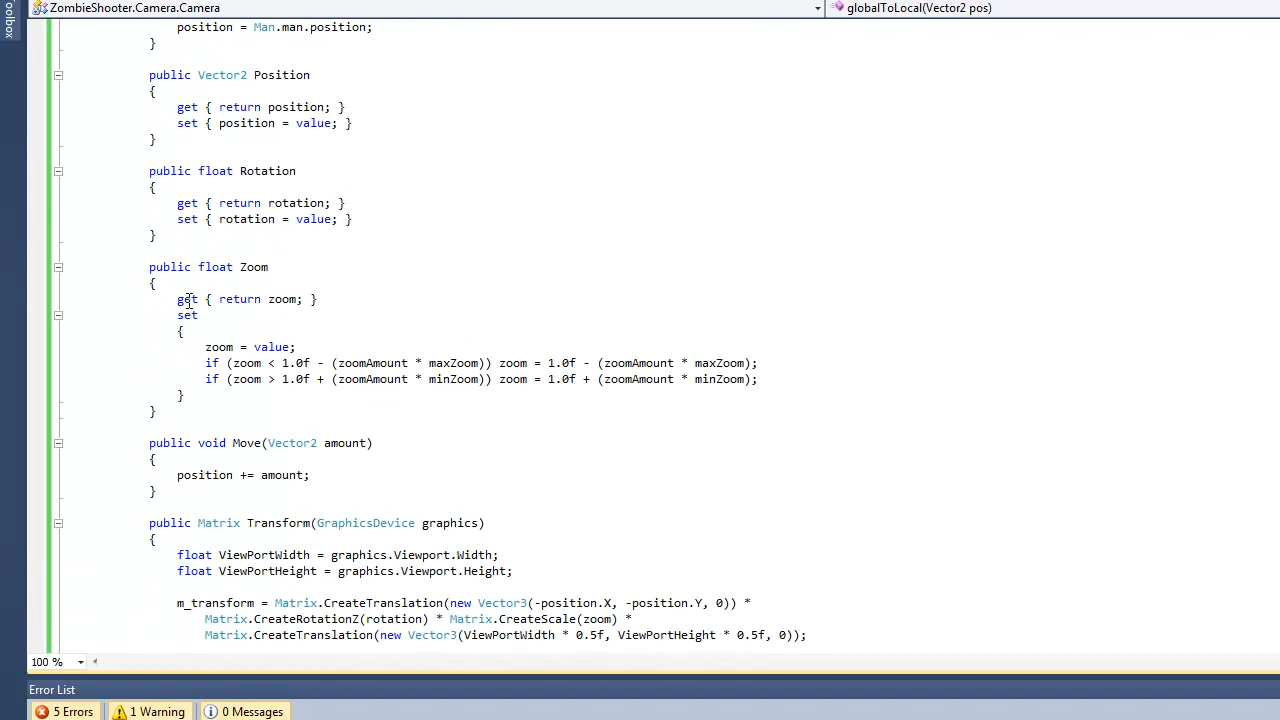 oolbox
ZombieShooter.Camera.Camera
globalToLocal(Vector2 pos)
position = Man.man.position;
}
public Vector2 Position
{
get { return position; }
set { position = value; }
}
public float Rotation
{
get { return rotation; }
set { rotation = value; }
}
public float Zoom
{
get { return zoom; }
set
{
zoom = value;
if (zoom < 1.0f - (zoomAmount * maxZoom)) zoom = 1.0f - (zoomAmount * maxZoom);
if (zoom > 1.0f + (zoomAmount * minZoom)) zoom = 1.0f + (zoomAmount * minZoom);
}
}
public void Move(Vector2 amount)
{
position += amount;
}
public Matrix Transform(GraphicsDevice graphics)
{
float ViewPortWidth = graphics.Viewport.Width;
float ViewPortHeight = graphics.Viewport.Height;
m_transform = Matrix.CreateTranslation(new Vector3(-position.X, -position.Y, 0)) *
Matrix.CreateRotationZ(rotation) * Matrix.CreateScale(zoom) *
Matrix.CreateTranslation(new Vector3(ViewPortWidth * 0.5f, ViewPortHeight * 0.5f, 0));
100 %
Error List
5 Errors
1 Warning
0 Messages